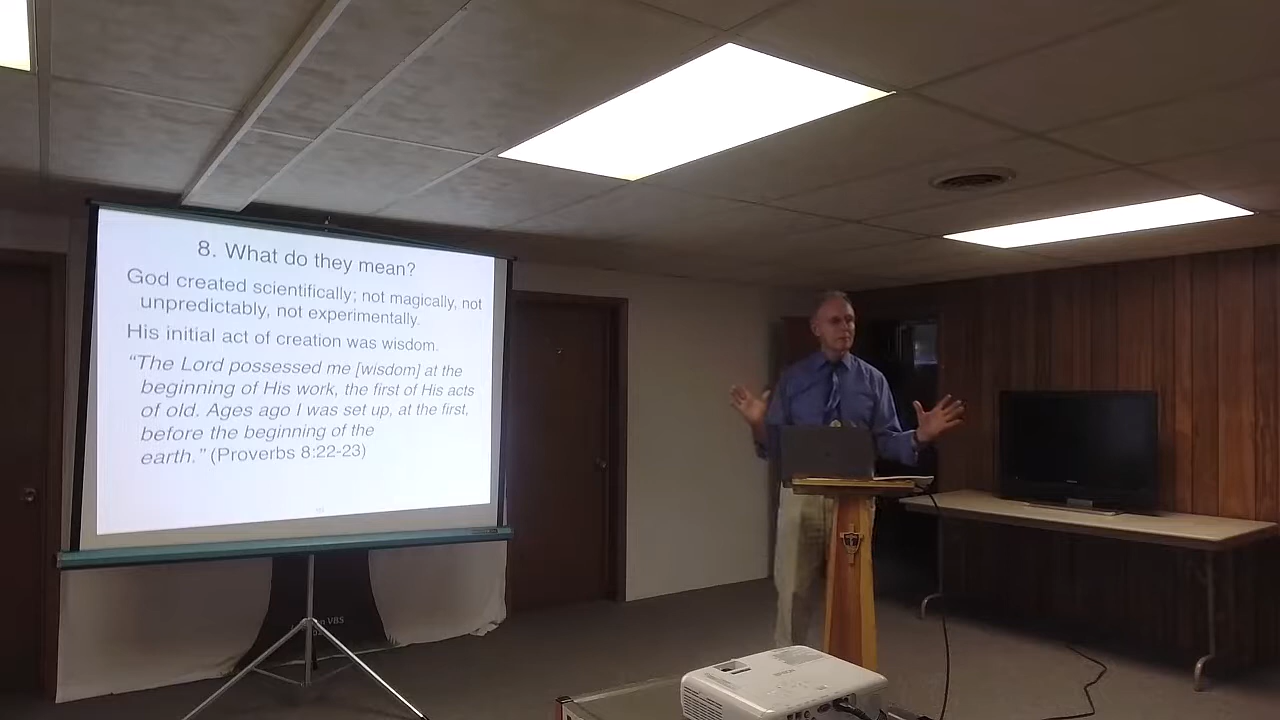 8. What do they mean?
God created scientifically; not magically, not
unpredictably, not experimentally.
His initial act of creation was wisdom.
“The Lord possessed me [wisdom] at the
beginning of His work, the first of His acts
of old. Ages ago I was set up, at the first,
before the beginning of the
earth.” (Proverbs 8:22-23)
VBS
EPSON